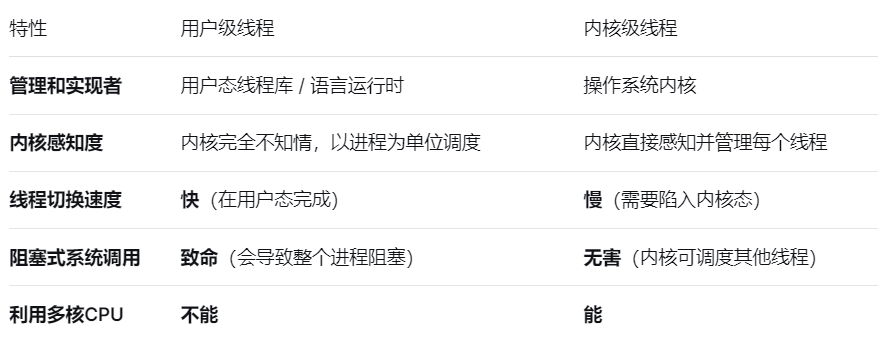 特性 用户级线程 内核级线程
管理和实现者 用户态线程库 / 语言运行时 操作系统内核
内核感知度 内核完全不知情，以进程为单位调度 内核直接感知并管理每个线程
线程切换速度 快（在用户态完成） 慢（需要陷入内核态）
阻塞式系统调用 致命（会导致整个进程阻塞） 无害（内核可调度其他线程）
利用多核CPU 不能 能